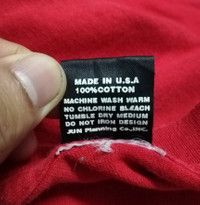 MADE IN U.S.A
100%COTTON
MACHINE WASH WARM
NO CHLORINE BLEACH
TUMBLE DRY MEDIUM
DO NOT IRON DESIGN
JUN Planning Co.,INC.